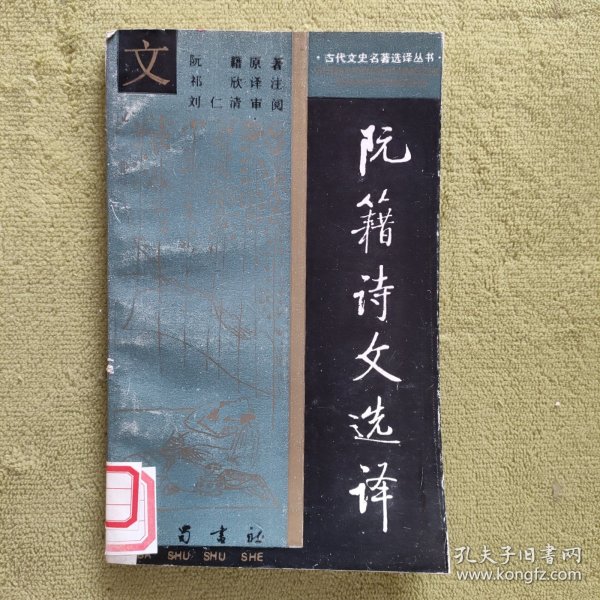 文
阮籍原著
祁欣译注
刘仁清审阅
·古代文史名著选译丛书·
阮籍诗文选译
蜀书社
SHU SHU SHE
孔夫子旧书网
www.kongfz.com